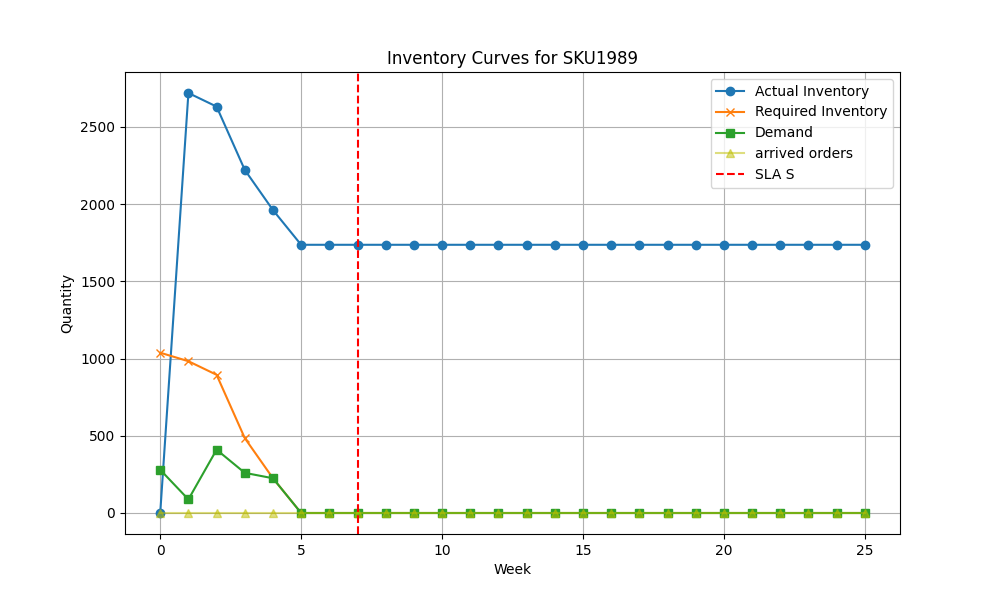 Inventory Curves for SKU1989
Actual Inventory
Required Inventory
Demand
arrived orders
SLA S
Quantity
2500
2000
1500
1000
500
0
0 5 10 15 20 25
Week